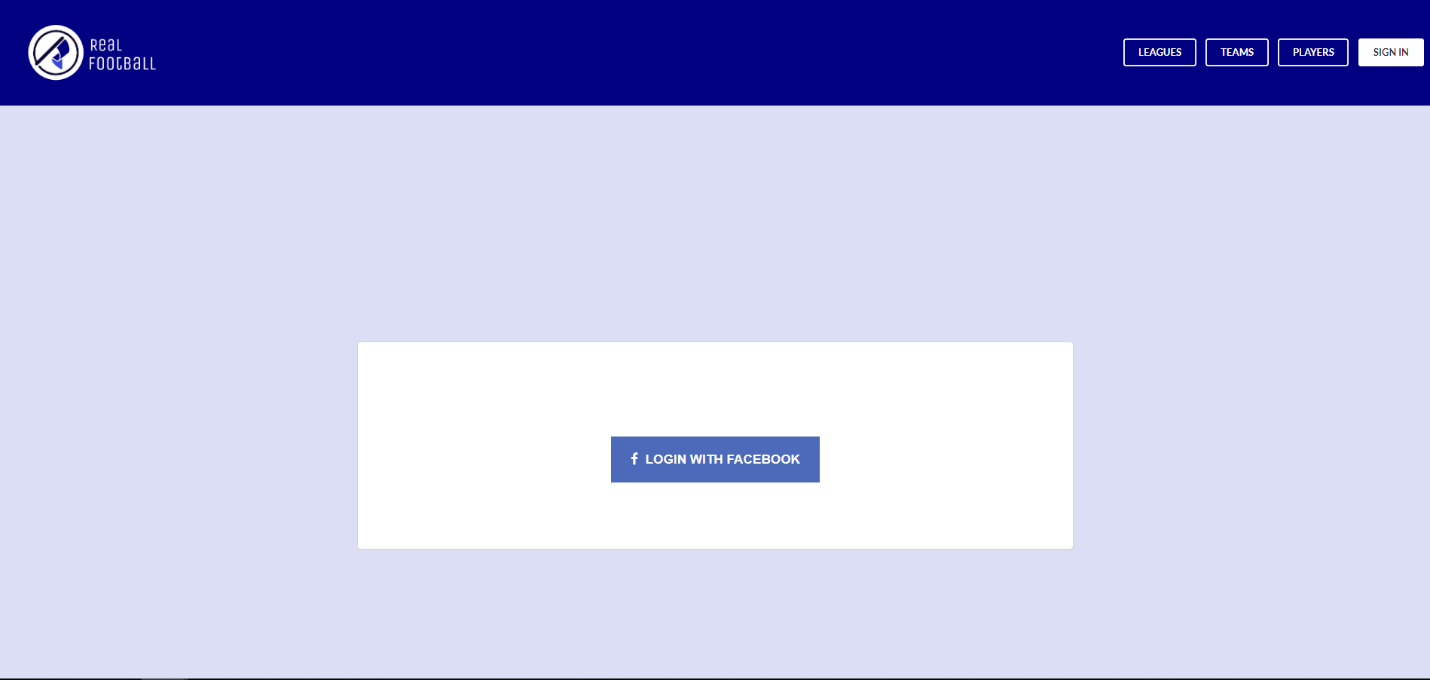 Real
Football
LEAGUES
TEAMS
PLAYERS
SIGN IN
LOGIN WITH FACEBOOK